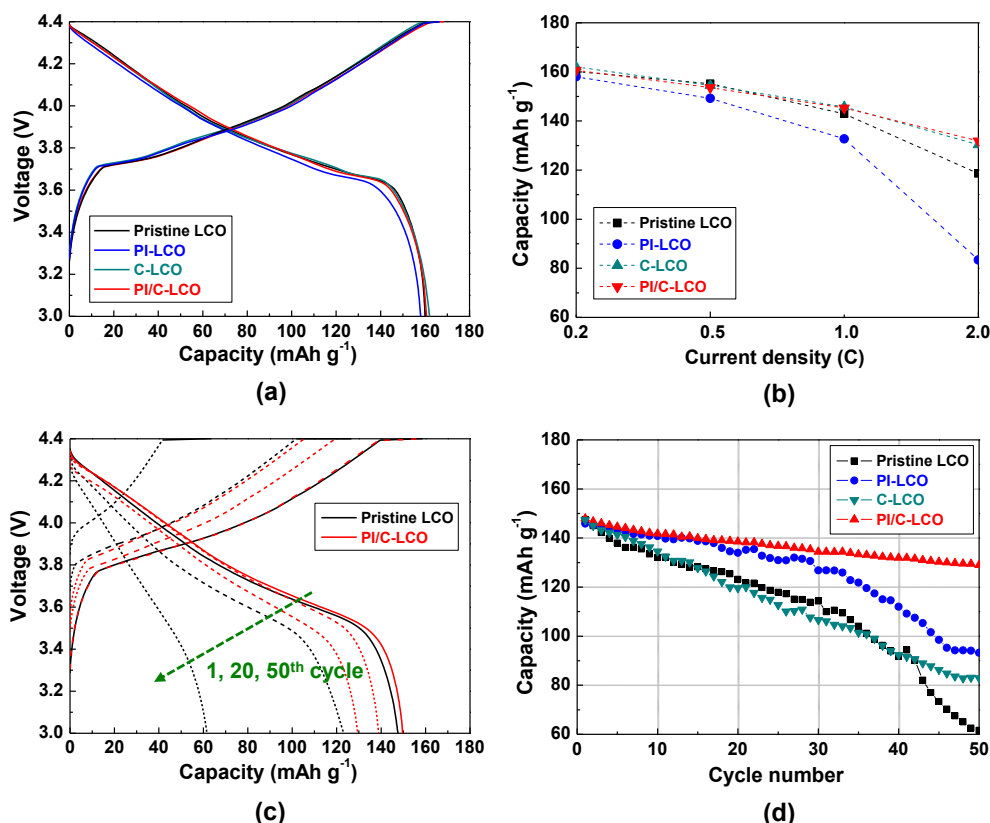 4.4
4.2
4.0
3.8
3.6
3.4
3.2
3.0
Voltage (V)
Pristine LCO
PI-LCO
C-LCO
PI/C-LCO
0 20 40 60 80 100 120 140 160 180
Capacity (mAh g⁻¹)
(a)
180
160
140
120
100
80
60
Capacity (mAh g⁻¹)
Pristine LCO
PI-LCO
C-LCO
PI/C-LCO
0.2 0.5 1.0 2.0
Current density (C)
(b)
4.4
4.2
4.0
3.8
3.6
3.4
3.2
3.0
Voltage (V)
Pristine LCO
PI/C-LCO
1, 20, 50th cycle
0 20 40 60 80 100 120 140 160 180
Capacity (mAh g⁻¹)
(c)
180
160
140
120
100
80
60
Capacity (mAh g⁻¹)
Pristine LCO
PI-LCO
C-LCO
PI/C-LCO
0 10 20 30 40 50
Cycle number
(d)